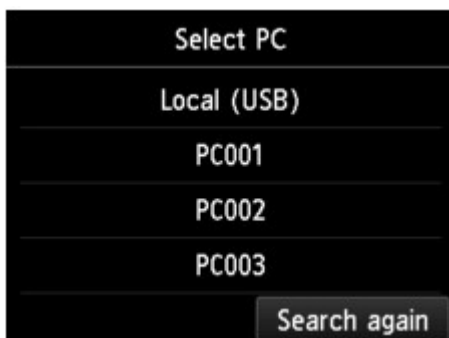 Select PC
Local (USB)
PC001
PC002
PC003
Search again